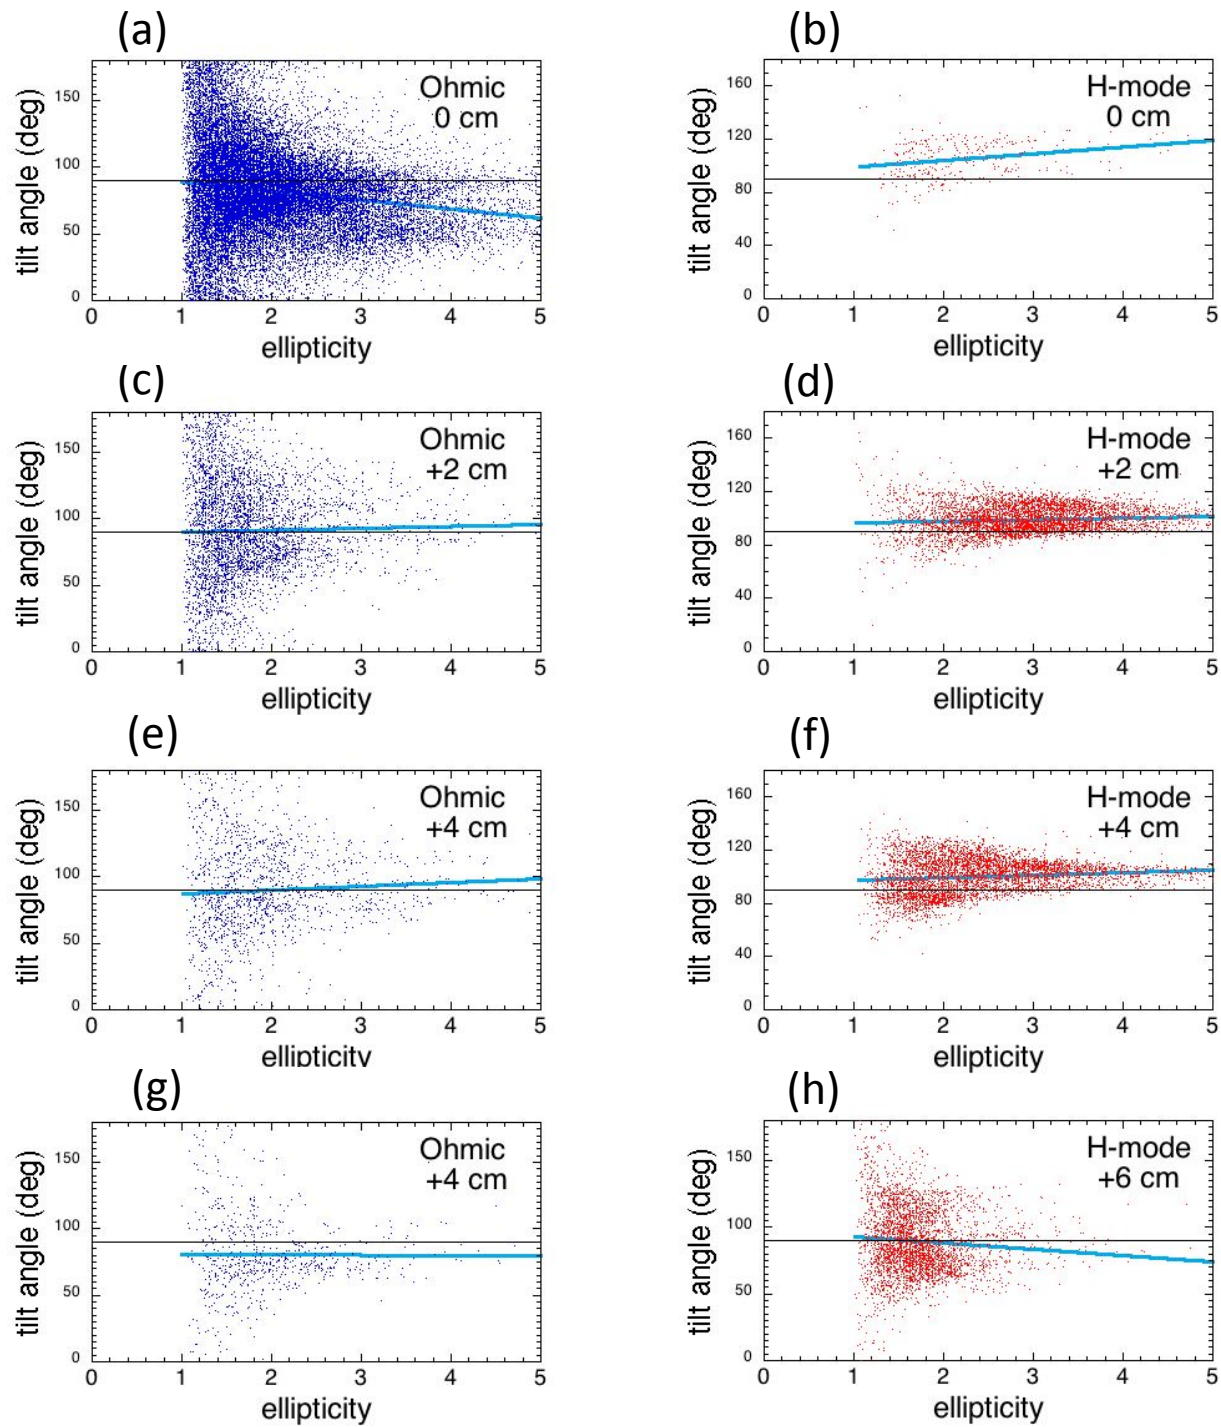 (a)
(b)
150
100
50
0
tilt angle (deg)
Ohmic
0 cm
0 1 2 3 4 5
ellipticity
160
120
80
40
0
tilt angle (deg)
H-mode
0 cm
0 1 2 3 4 5
ellipticity
(c)
(d)
150
100
50
0
tilt angle (deg)
Ohmic
+2 cm
0 1 2 3 4 5
ellipticity
160
120
80
40
0
tilt angle (deg)
H-mode
+2 cm
0 1 2 3 4 5
ellipticity
(e)
(f)
150
100
50
0
tilt angle (deg)
Ohmic
+4 cm
0 1 2 3 4 5
ellipticity
160
120
80
40
0
tilt angle (deg)
H-mode
+4 cm
0 1 2 3 4 5
ellipticity
(g)
(h)
150
100
50
0
tilt angle (deg)
Ohmic
+4 cm
0 1 2 3 4 5
ellipticity
150
100
50
0
tilt angle (deg)
H-mode
+6 cm
0 1 2 3 4 5
ellipticity